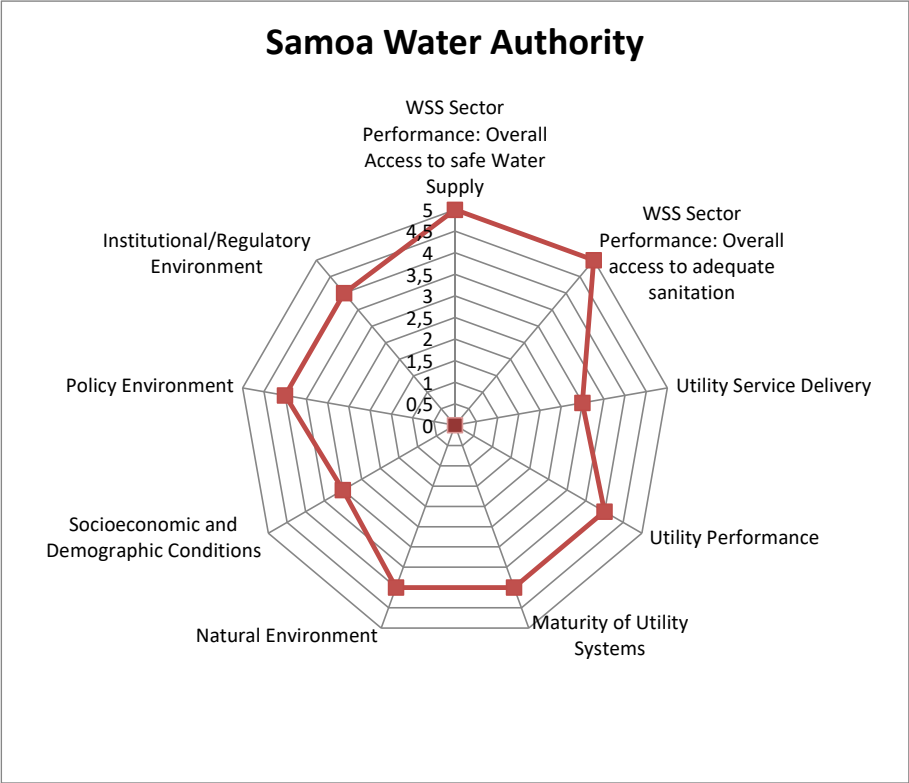 Samoa Water Authority
WSS Sector
Performance: Overall
Access to safe Water
Supply
WSS Sector
Performance: Overall
access to adequate
sanitation
Utility Service Delivery
Utility Performance
Maturity of Utility
Systems
Natural Environment
Socioeconomic and
Demographic Conditions
Policy Environment
Institutional/Regulatory
Environment
5
4,5
4
3,5
3
2,5
2
1,5
1
0,5
0